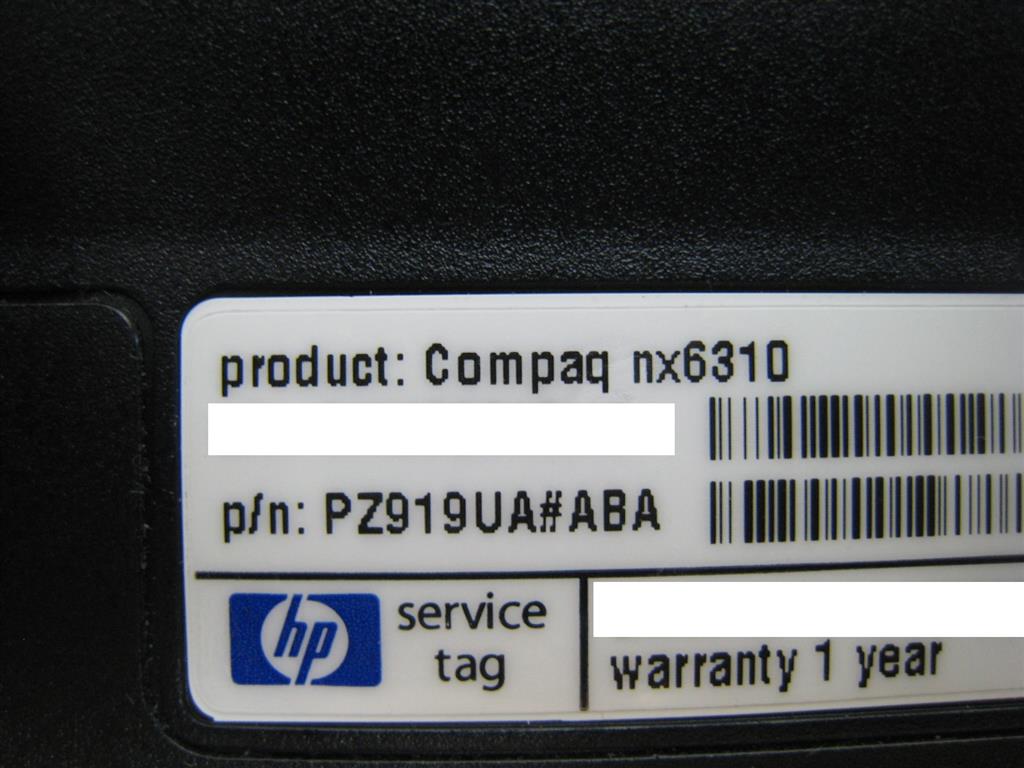 product: Compaq nx6310
p/n: PZ919UA#ABA
hp
service
tag
warranty 1 year